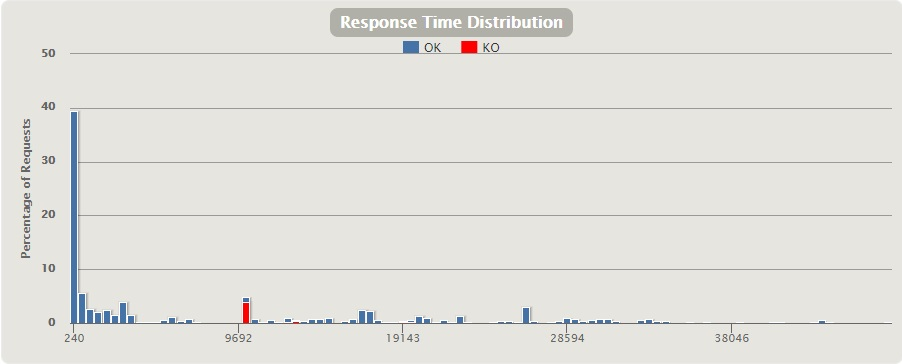 Response Time Distribution
OK KO
50
40
30
20
10
0
Percentage of Requests
240 9692 19143 28594 38046